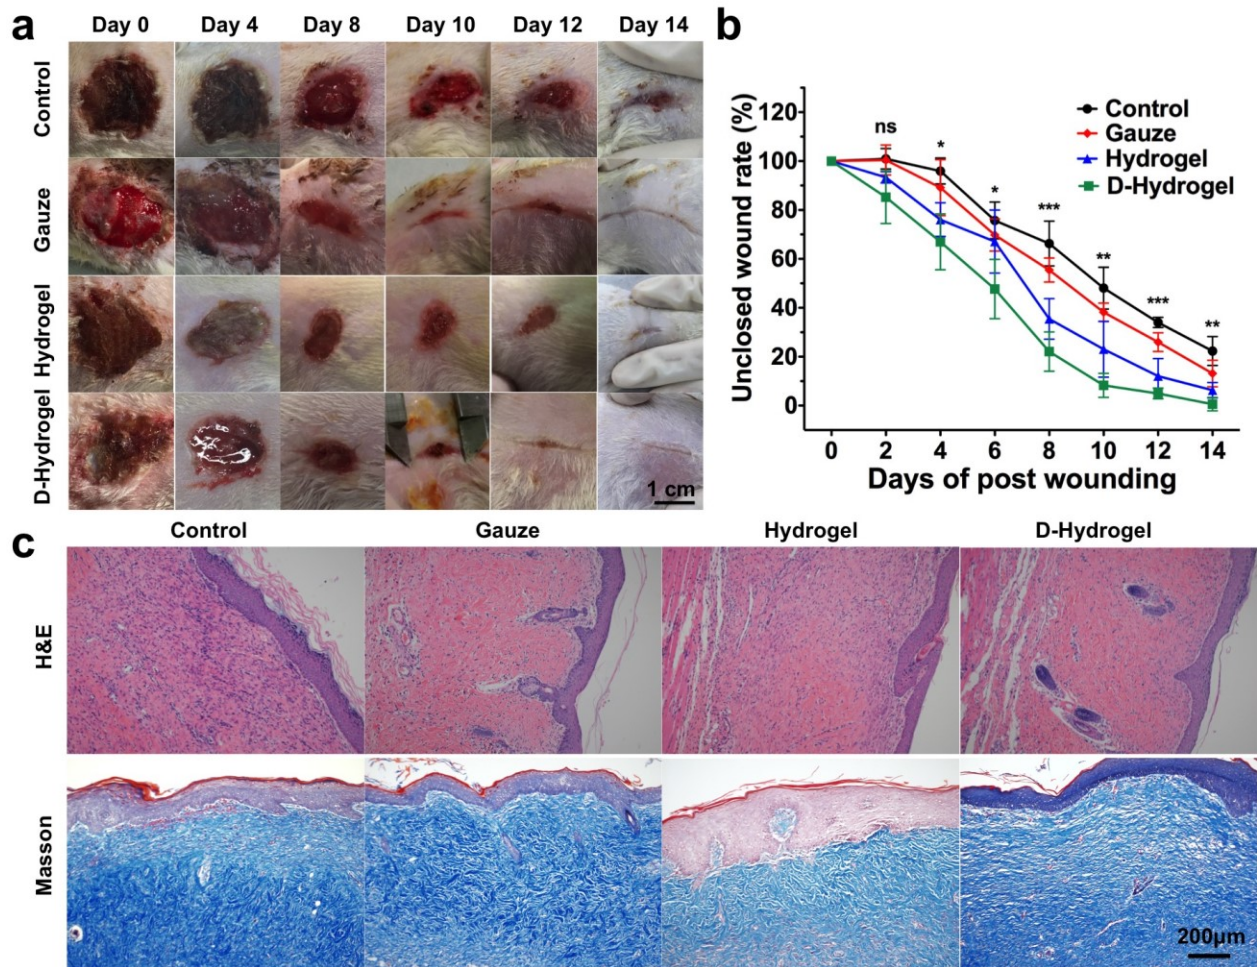 a
Day 0 Day 4 Day 8 Day 10 Day 12 Day 14
Control
Gauze
Hydrogel
D-Hydrogel
1 cm
b
Unclosed wound rate (%)
120
100
80
60
40
20
0
ns
*
*
***
**
***
**
Control
Gauze
Hydrogel
D-Hydrogel
0 2 4 6 8 10 12 14
Days of post wounding
c
Control Gauze Hydrogel D-Hydrogel
H&E
Masson
200μm